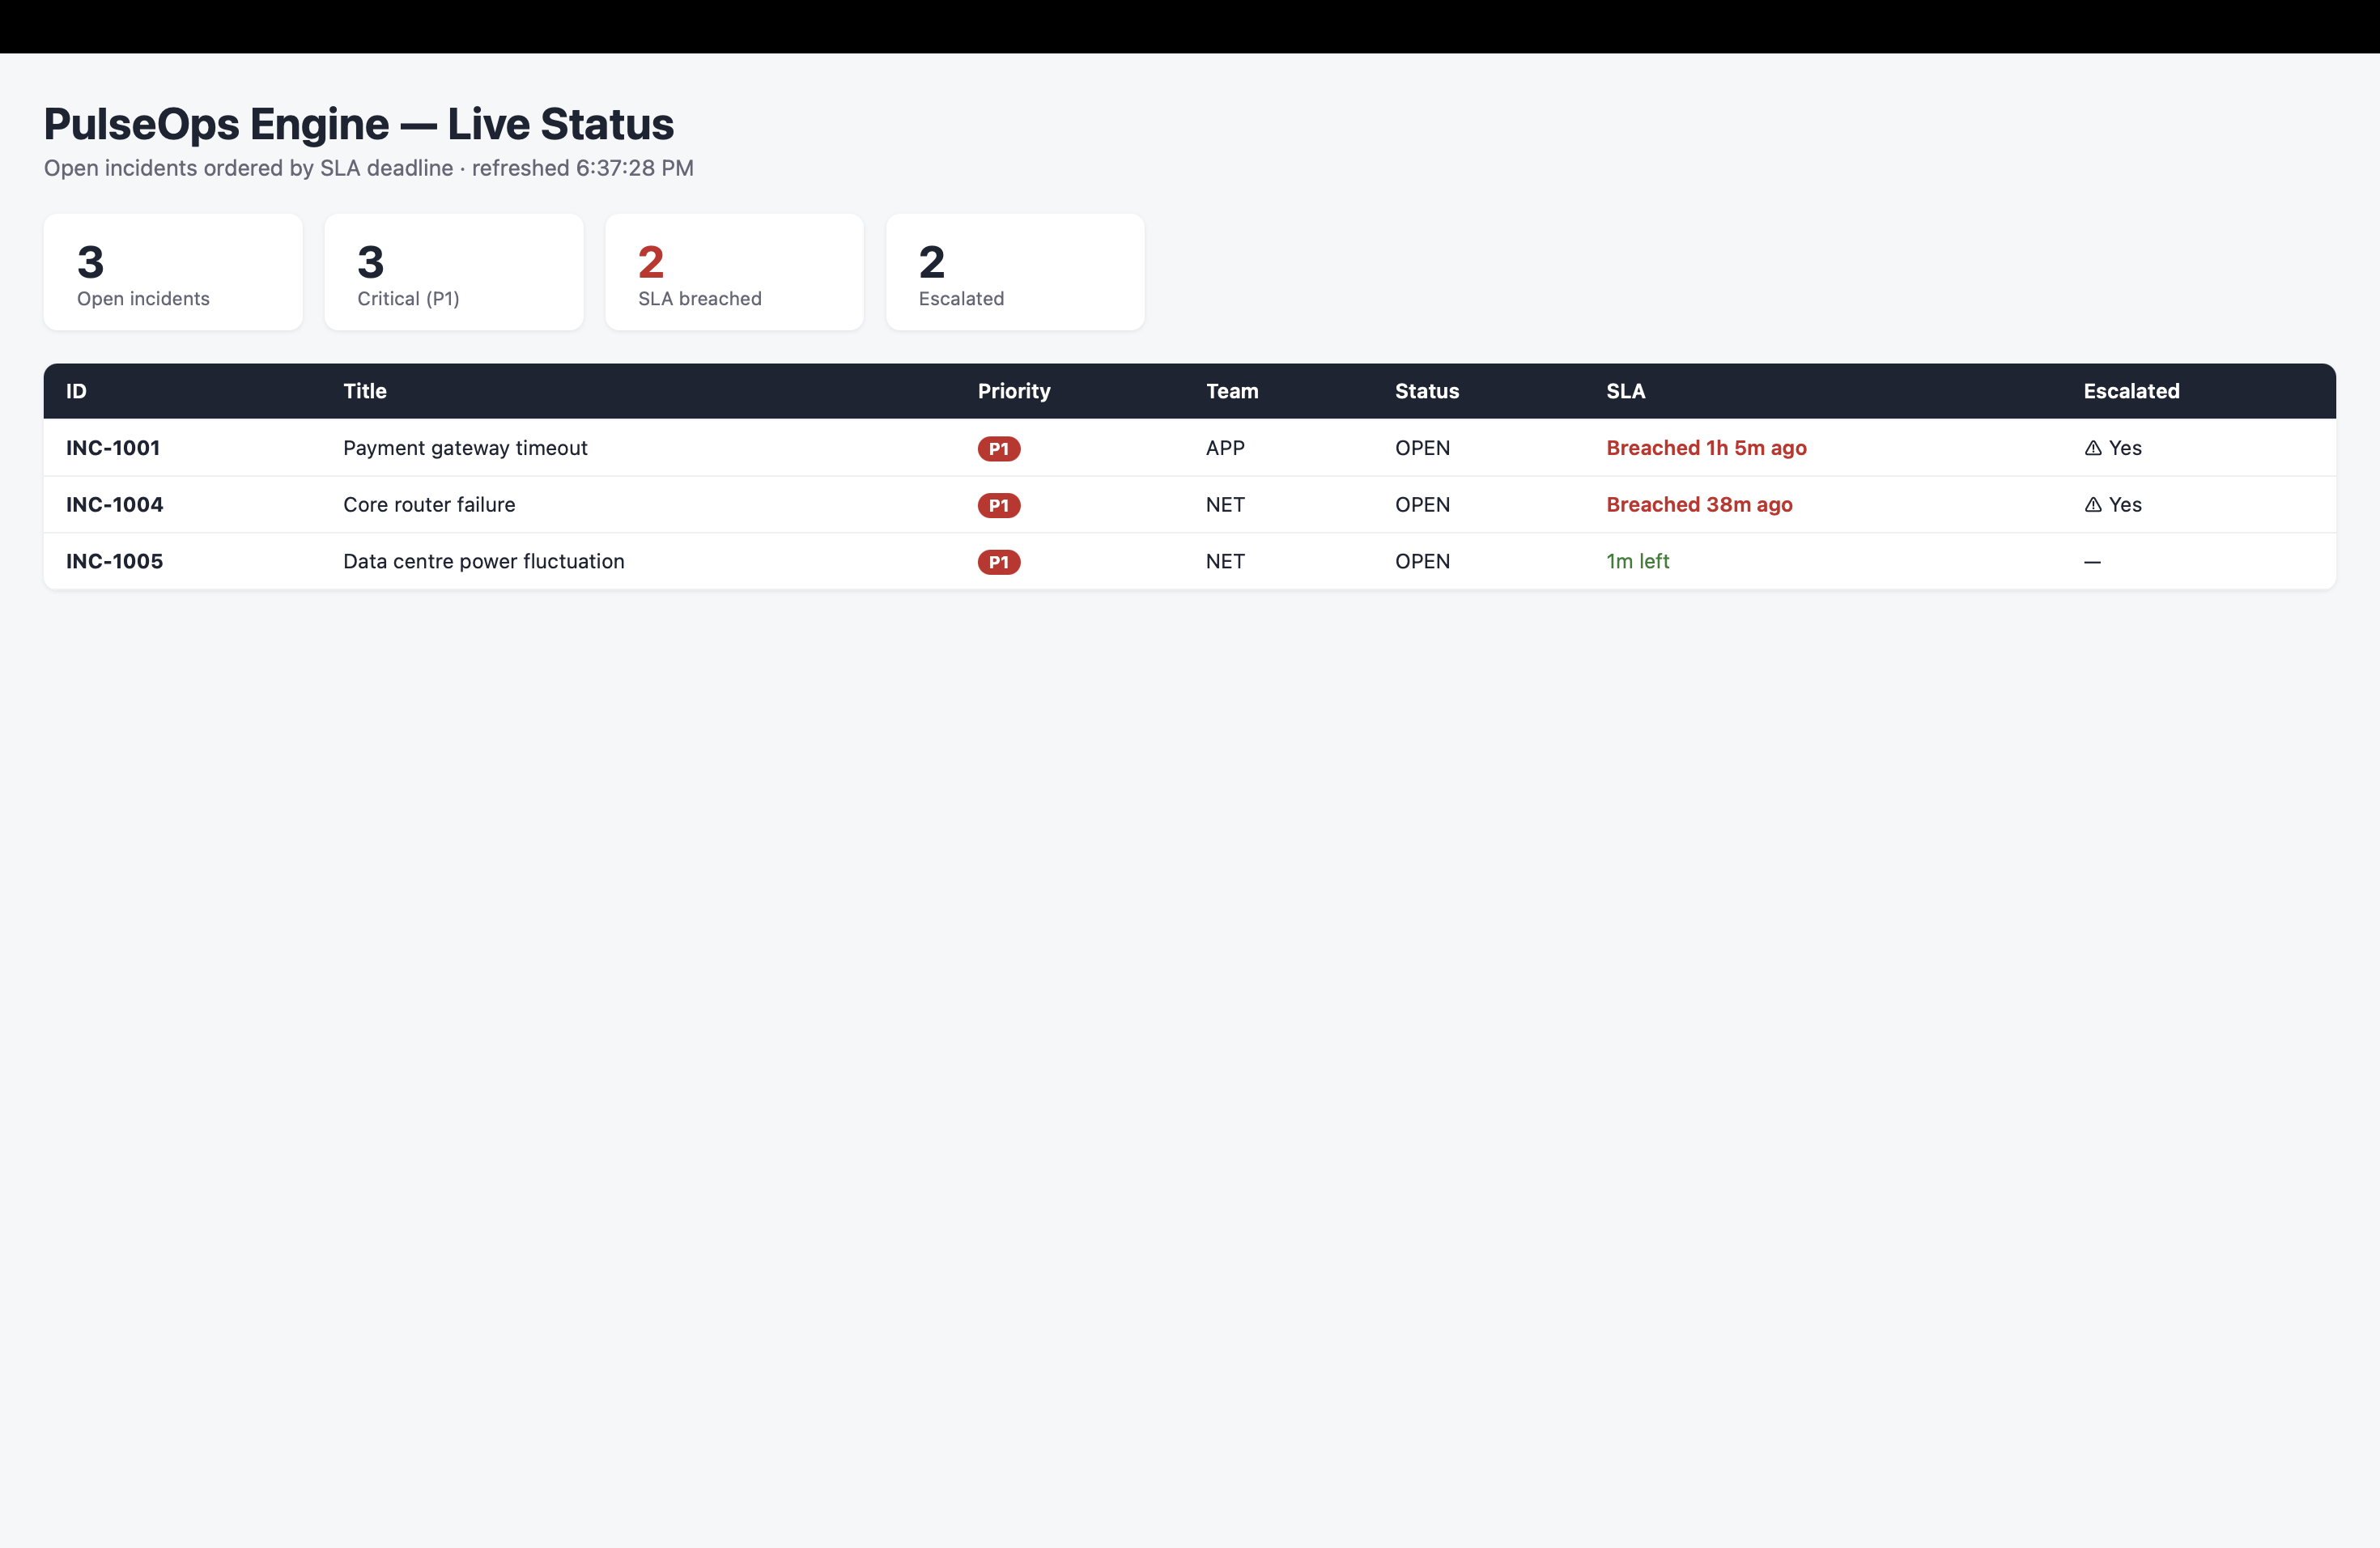 PulseOps Engine — Live Status
Open incidents ordered by SLA deadline · refreshed 6:37:28 PM
3
Open incidents
3
Critical (P1)
2
SLA breached
2
Escalated
ID Title Priority Team Status SLA Escalated
INC-1001 Payment gateway timeout P1 APP OPEN Breached 1h 5m ago ⚠ Yes
INC-1004 Core router failure P1 NET OPEN Breached 38m ago ⚠ Yes
INC-1005 Data centre power fluctuation P1 NET OPEN 1m left —